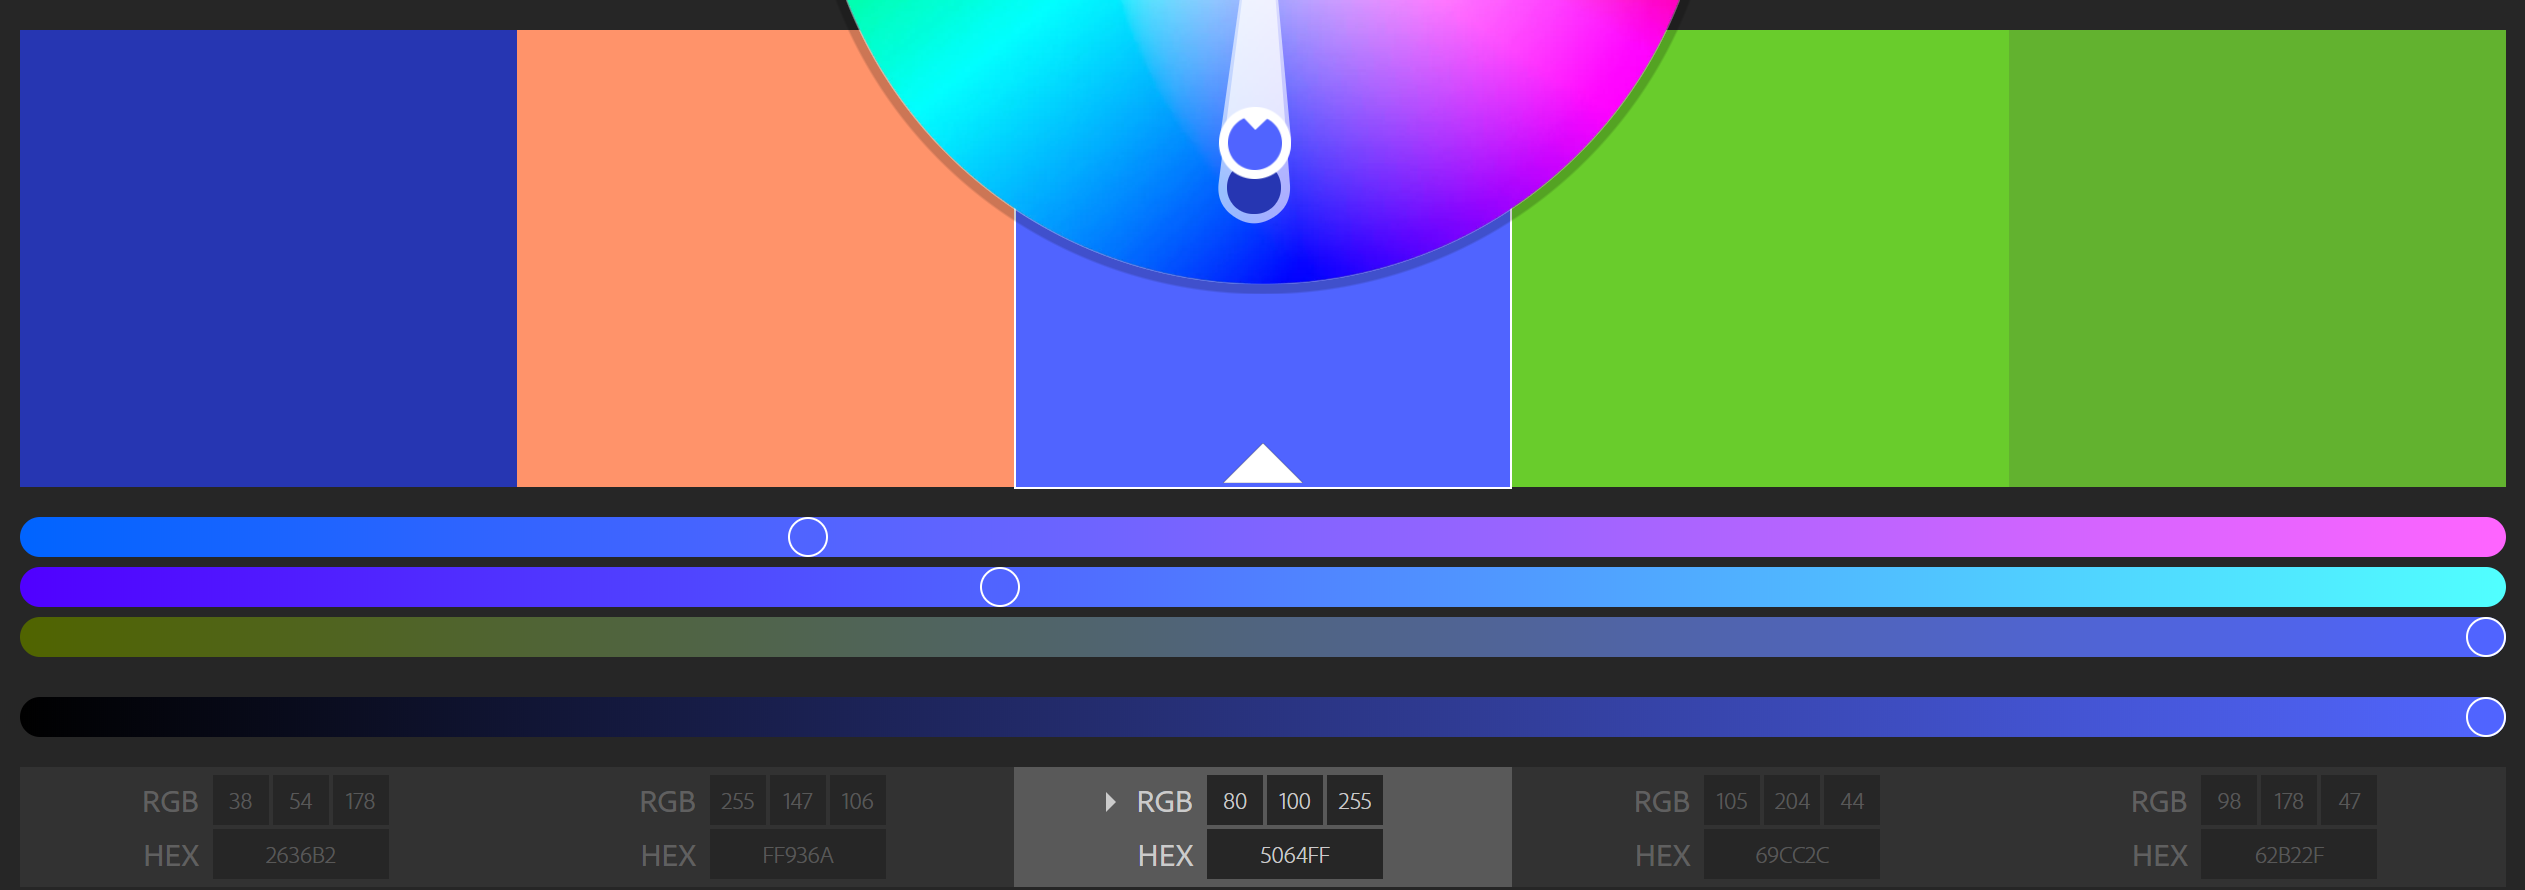 RGB 38 54 178
HEX 2636B2
RGB 255 147 106
HEX FF936A
RGB 80 100 255
HEX 5064FF
RGB 105 204 44
HEX 69CC2C
RGB 98 178 47
HEX 62B22F